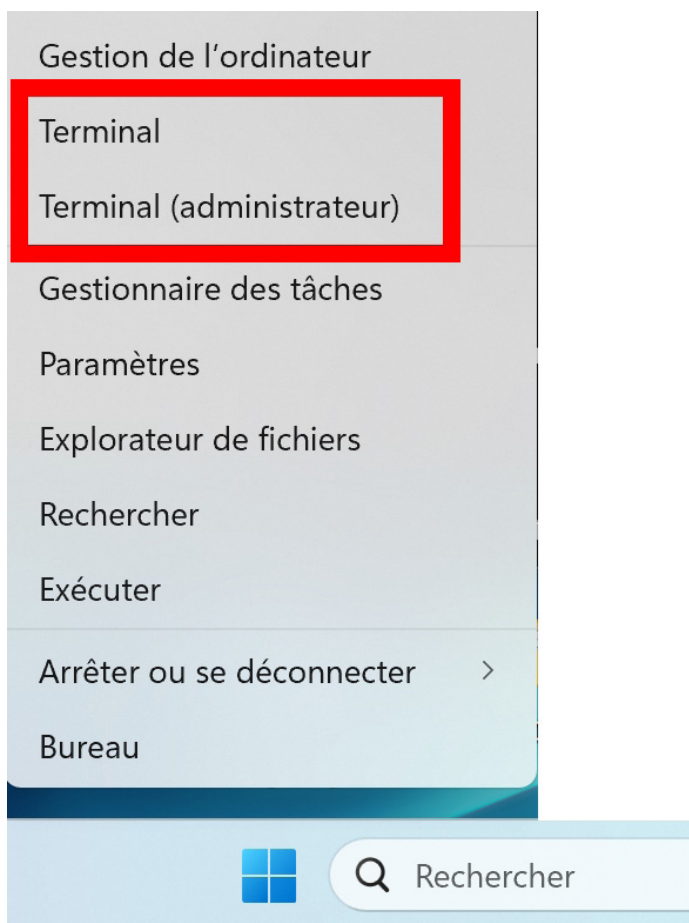 Gestion de l’ordinateur
Terminal
Terminal (administrateur)
Gestionnaire des tâches
Paramètres
Explorateur de fichiers
Rechercher
Exécuter
Arrêter ou se déconnecter
Bureau
Rechercher